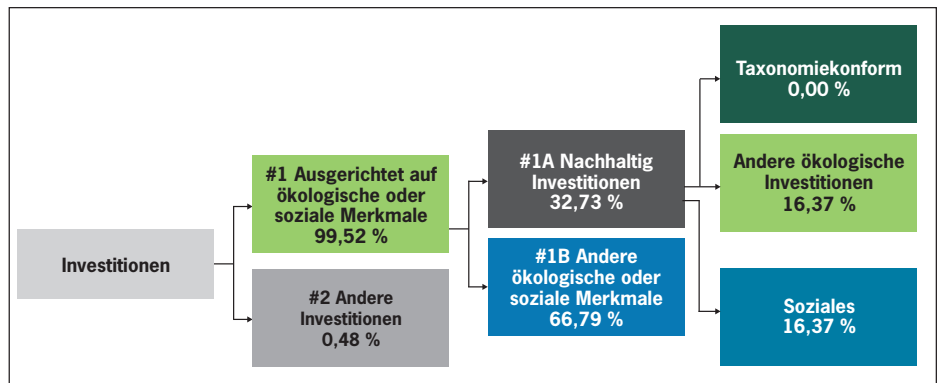 Investitionen
#1 Ausgerichtet auf
ökologische oder
soziale Merkmale
99,52 %
#2 Andere
Investitionen
0,48 %
#1A Nachhaltig
Investitionen
32,73 %
#1B Andere
ökologische oder
soziale Merkmale
66,79 %
Taxonomiekonform
0,00 %
Andere ökologische
Investitionen
16,37 %
Soziales
16,37 %